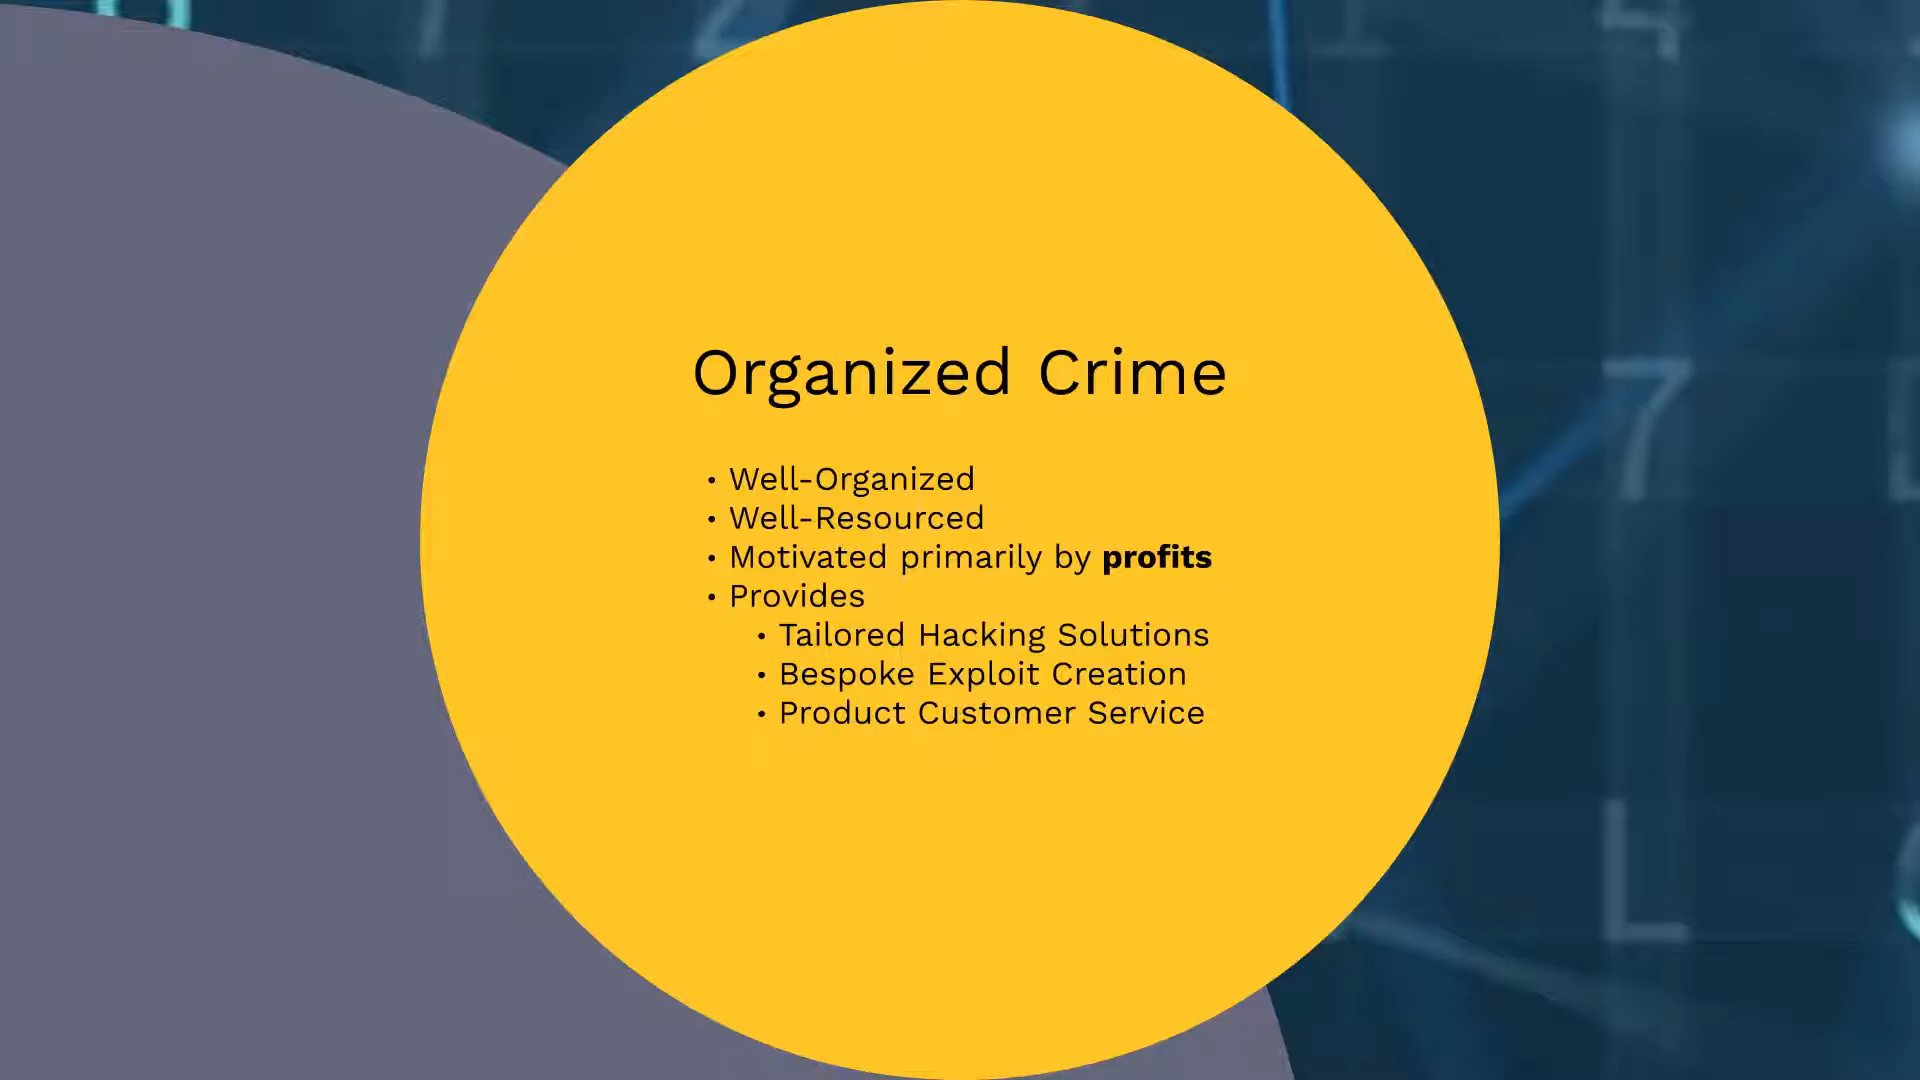 Organized Crime
• Well-Organized
• Well-Resourced
• Motivated primarily by profits
• Provides
• Tailored Hacking Solutions
• Bespoke Exploit Creation
• Product Customer Service
7
L